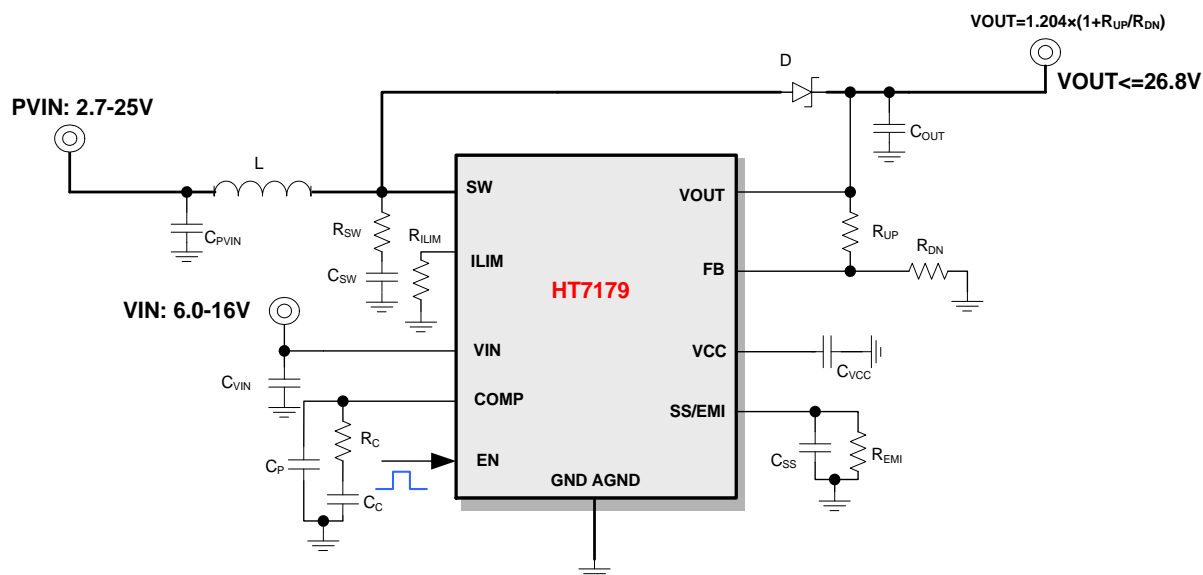 VOUT=1.204×(1+RUP/RDN)
D
VOUT<=26.8V
PVIN: 2.7-25V
COUT
L
SW
VOUT
CPVIN
RSW
RILIM
RUP
RDN
CSW
ILIM
FB
HT7179
VIN: 6.0-16V
VIN
VCC
CVCC
CVIN
COMP
SS/EMI
RC
CP
EN
CSS
REMI
GND AGND
CC